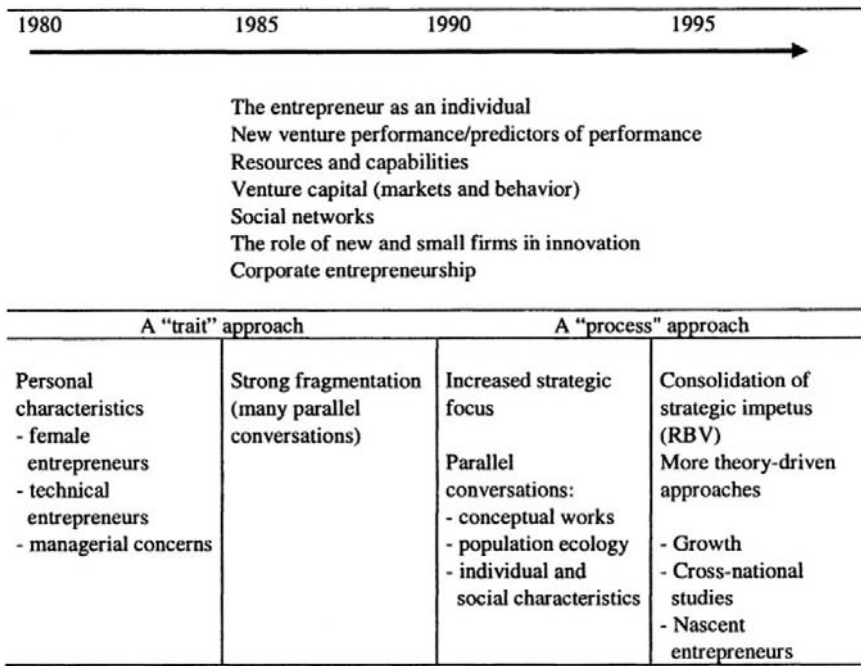 1980 1985 1990 1995
The entrepreneur as an individual
New venture performance/predictors of performance
Resources and capabilities
Venture capital (markets and behavior)
Social networks
The role of new and small firms in innovation
Corporate entrepreneurship
A “trait” approach
A “process" approach
Personal
characteristics
- female
entrepreneurs
- technical
entrepreneurs
- managerial concerns
Strong fragmentation
(many parallel
conversations)
Increased strategic
focus
Parallel
conversations:
- conceptual works
- population ecology
- individual and
social characteristics
Consolidation of
strategic impetus
(RBV)
More theory-driven
approaches
- Growth
- Cross-national
studies
- Nascent
entrepreneurs